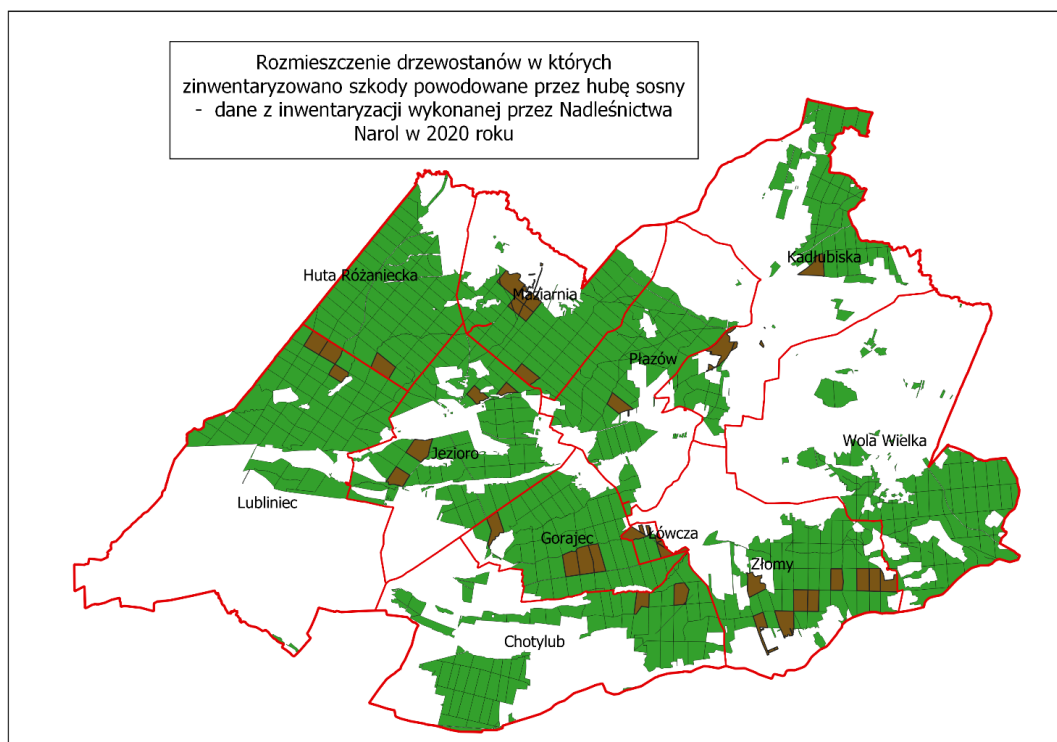 Rozmieszczenie drzewostanów w których
zinwentaryzowano szkody powodowane przez hubę sosny
- dane z inwentaryzacji wykonanej przez Nadleśnictwa
Narol w 2020 roku
Kadłubiska
Huta Różaniecka
Maziarnia
Płazów
Wola Wielka
Jezioro
Lubliniec
Gorajec
Łówcza
Złomy
Chotylub